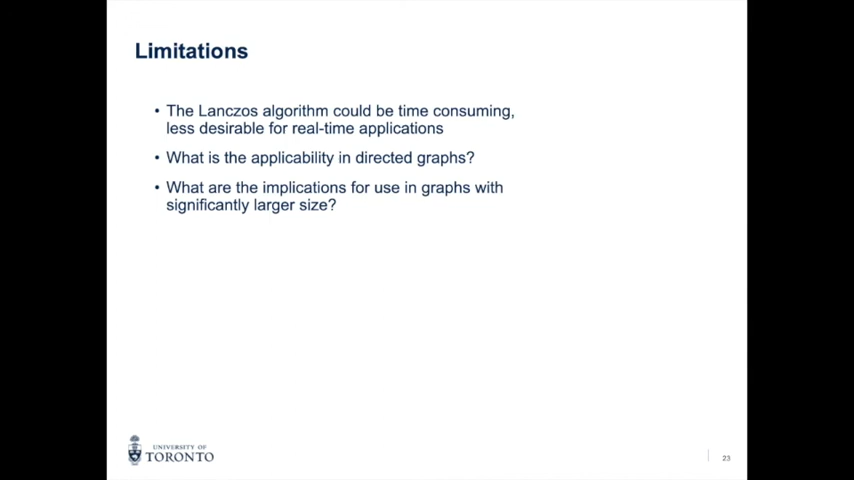 Limitations
• The Lanczos algorithm could be time consuming,
less desirable for real-time applications
• What is the applicability in directed graphs?
• What are the implications for use in graphs with
significantly larger size?
UNIVERSITY OF
TORONTO
23